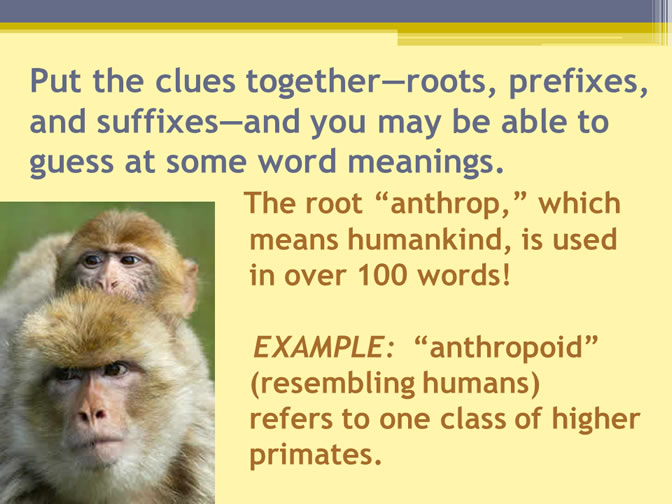 Put the clues together—roots, prefixes,
and suffixes—and you may be able to
guess at some word meanings.
The root “anthrop,” which
means humankind, is used
in over 100 words!
EXAMPLE: “anthropoid”
(resembling humans)
refers to one class of higher
primates.